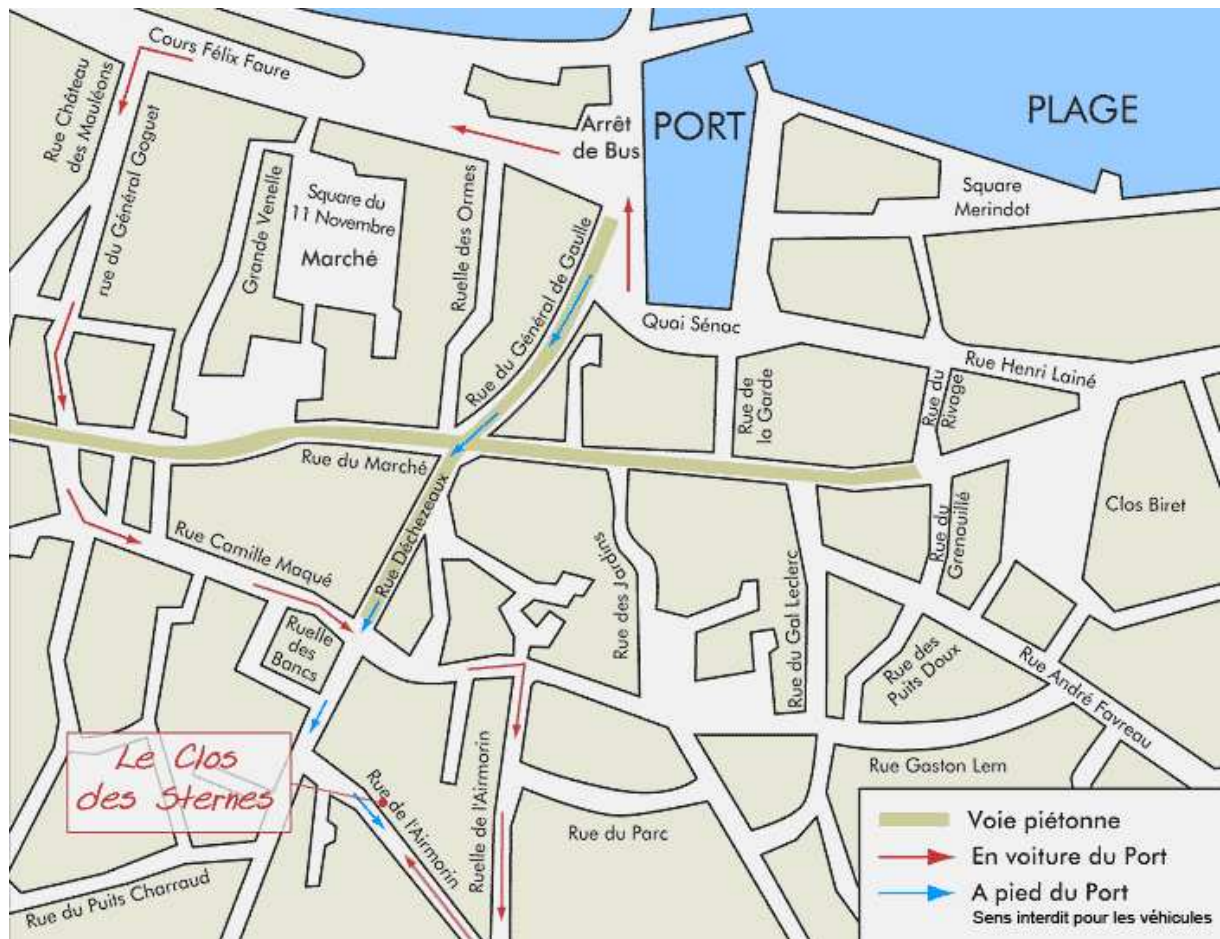 Cours Félix Faure
Rue Château
des Mauléons
rue du Général Goguet
Grande Venelle
Square du
11 Novembre
Marché
Ruelle des Ormes
Arrêt
de Bus
PORT
PLAGE
Square
Merindot
Rue du Général de Gaulle
Quai Sénac
Rue Henri Lainé
Rue de
la Garde
Rue du
Rivage
Rue du Marché
Rue Déchezeaux
Clos Biret
Rue du
Grenouillé
Rue Camille Maqué
Rue des Jardins
Rue du Gal Leclerc
Ruelle
des
Bancs
Rue des
Puits Doux
Rue André Favreau
Le Clos
des Sternes
Rue de l'Airmorin
Ruelle de l'Airmorin
Rue du Parc
Rue Gaston Lem
Rue du Puits Charraud
Voie piétonne
En voiture du Port
A pied du Port
Sens interdit pour les véhicules